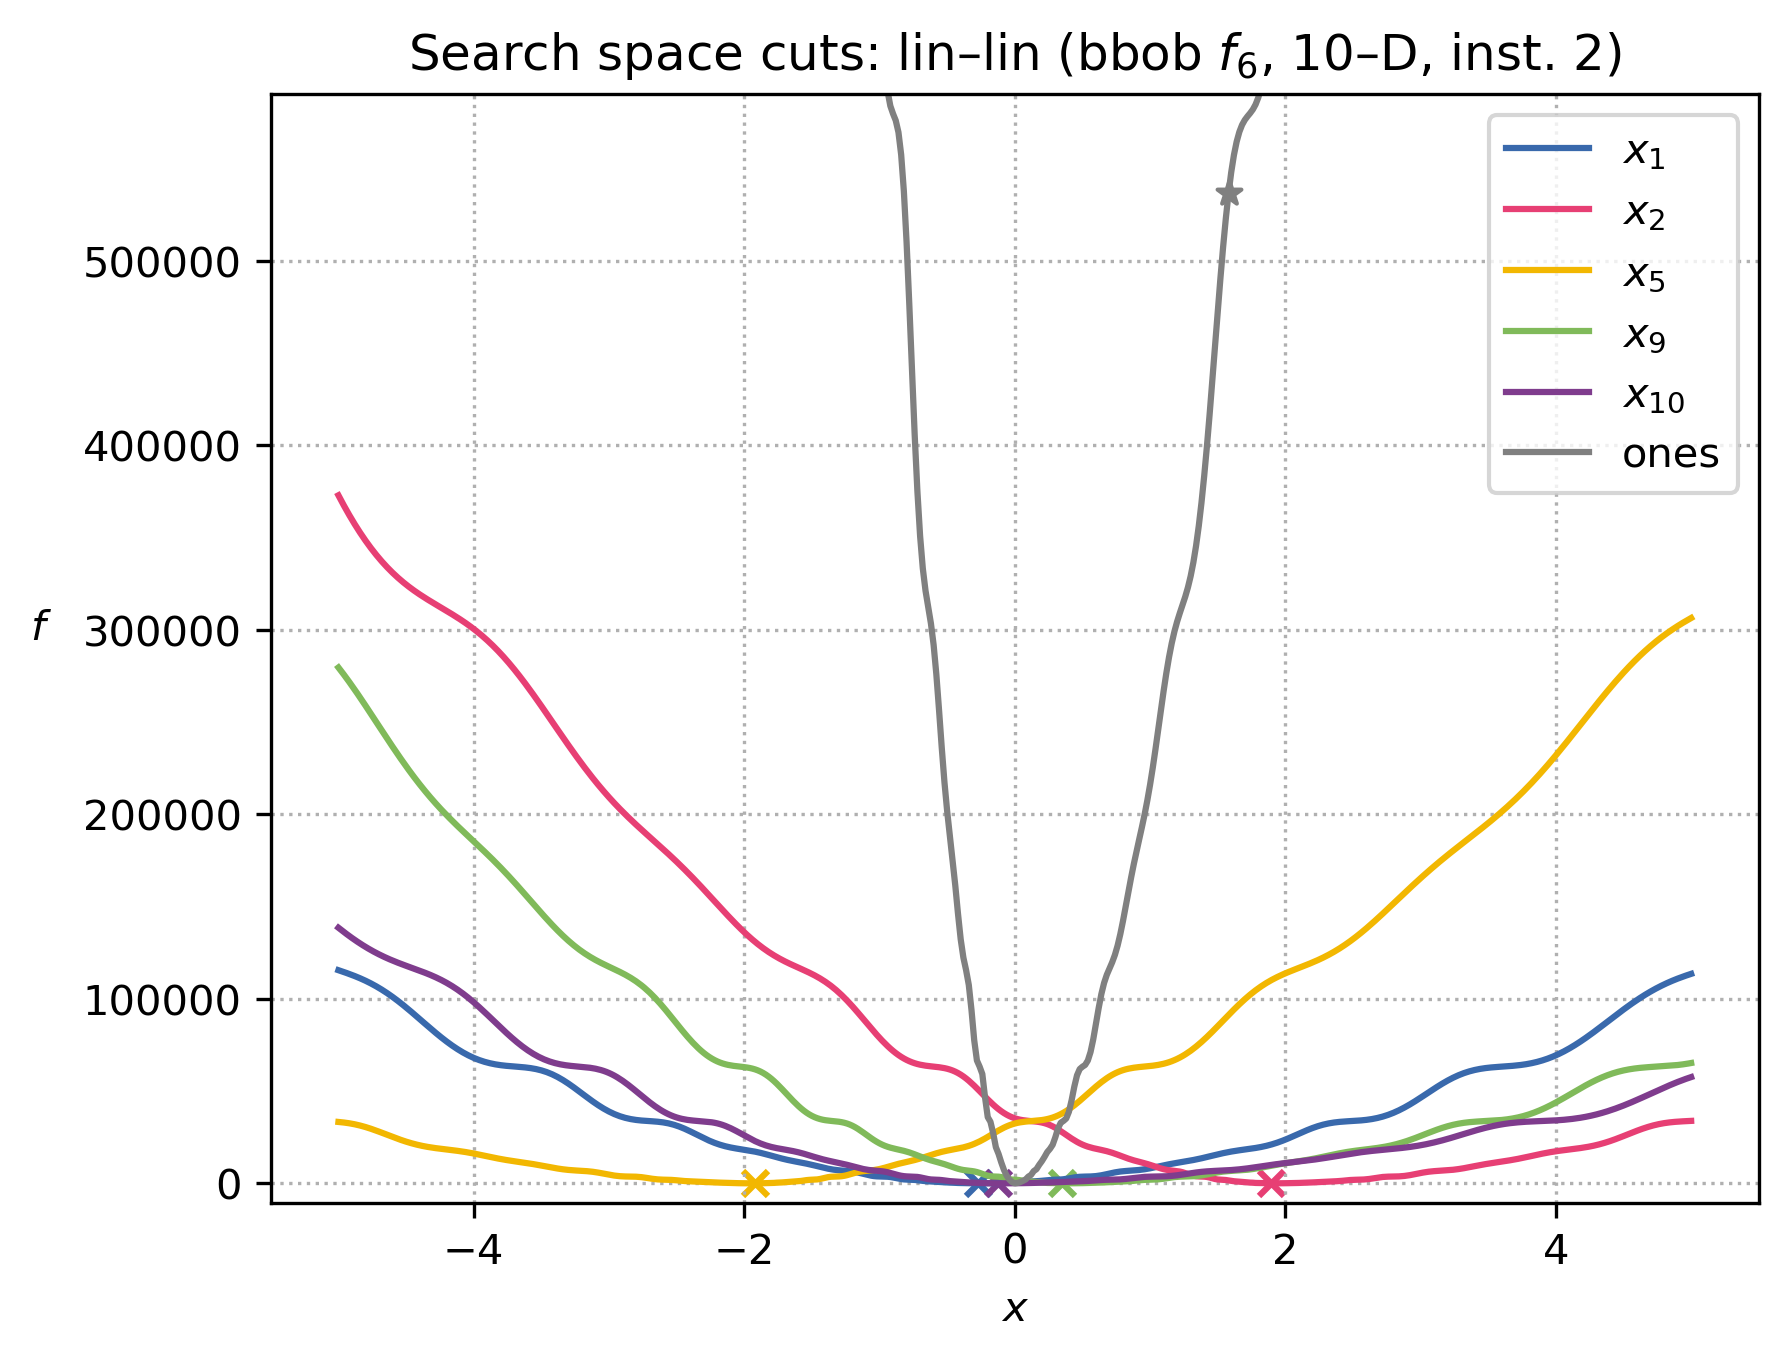 Search space cuts: lin–lin (bbob f₆, 10–D, inst. 2)
x₁
x₂
x₅
x₉
x₁₀
ones
500000
400000
300000
200000
100000
0
f
−4 −2 0 2 4
x